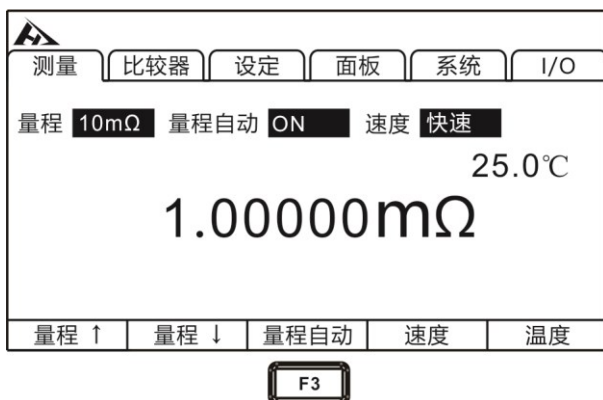 测量 比较器 设定 面板 系统 I/O
量程 10mΩ 量程自动 ON 速度 快速
25.0℃
1.00000mΩ
量程 ↑ 量程 ↓ 量程自动 速度 温度
F3